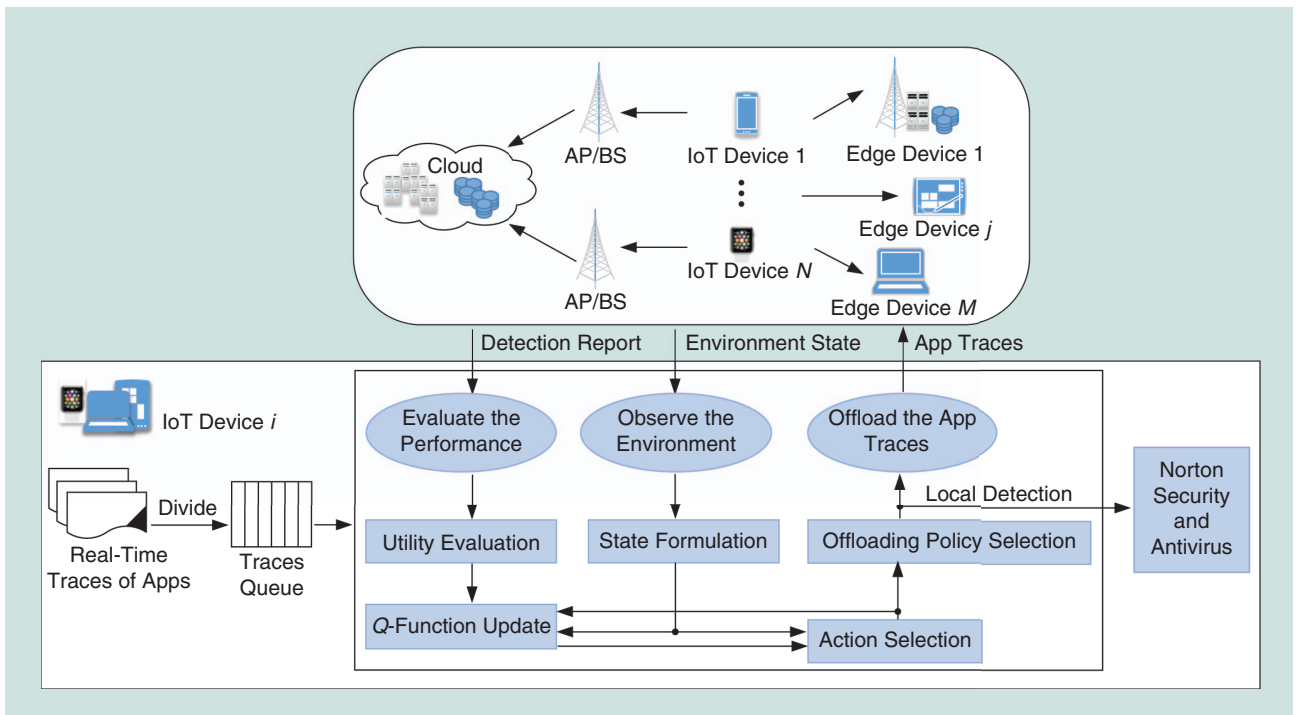 Cloud
AP/BS
IoT Device 1
Edge Device 1
Edge Device j
AP/BS
IoT Device N
Edge Device M
Detection Report
Environment State
App Traces
IoT Device i
Evaluate the
Performance
Observe the
Environment
Offload the App
Traces
Divide
Real-Time
Traces of Apps
Traces
Queue
Local Detection
Norton
Security
and
Antivirus
Utility Evaluation
State Formulation
Offloading Policy Selection
Q-Function Update
Action Selection